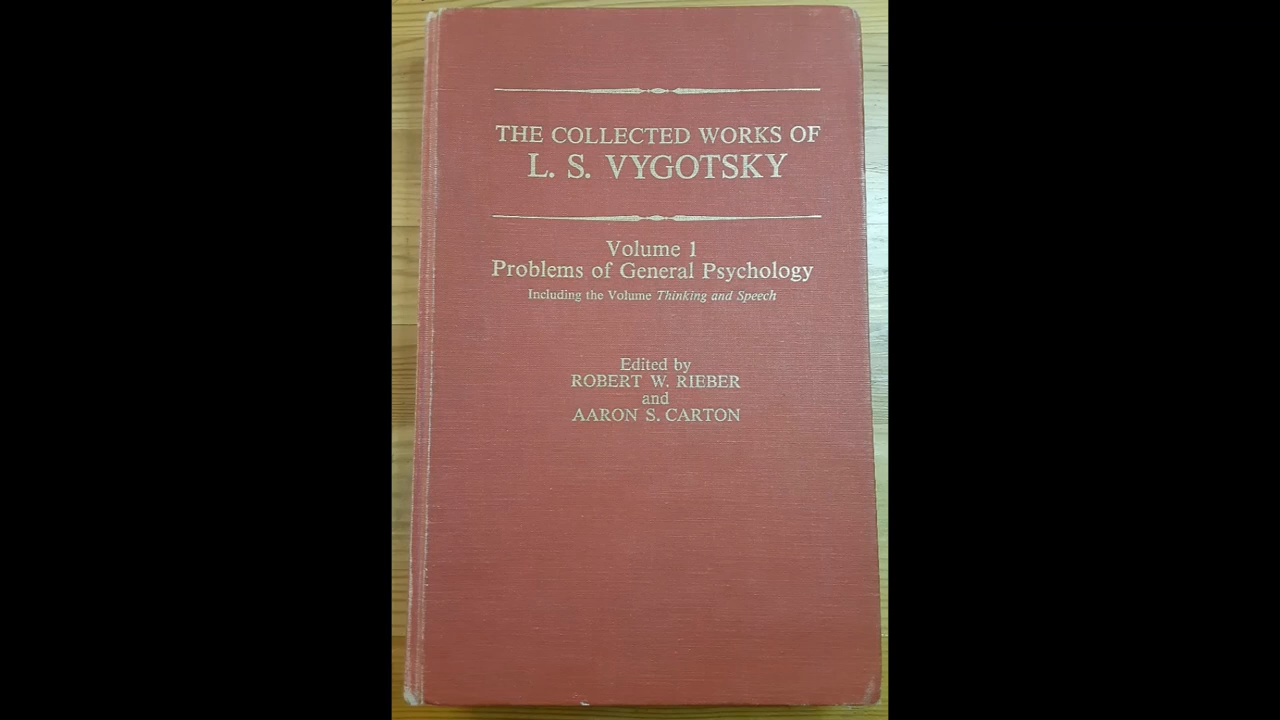 THE COLLECTED WORKS OF
L. S. VYGOTSKY
Volume 1
Problems of General Psychology
Including the Volume Thinking and Speech
Edited by
ROBERT W. RIEBER
and
AARON S. CARTON